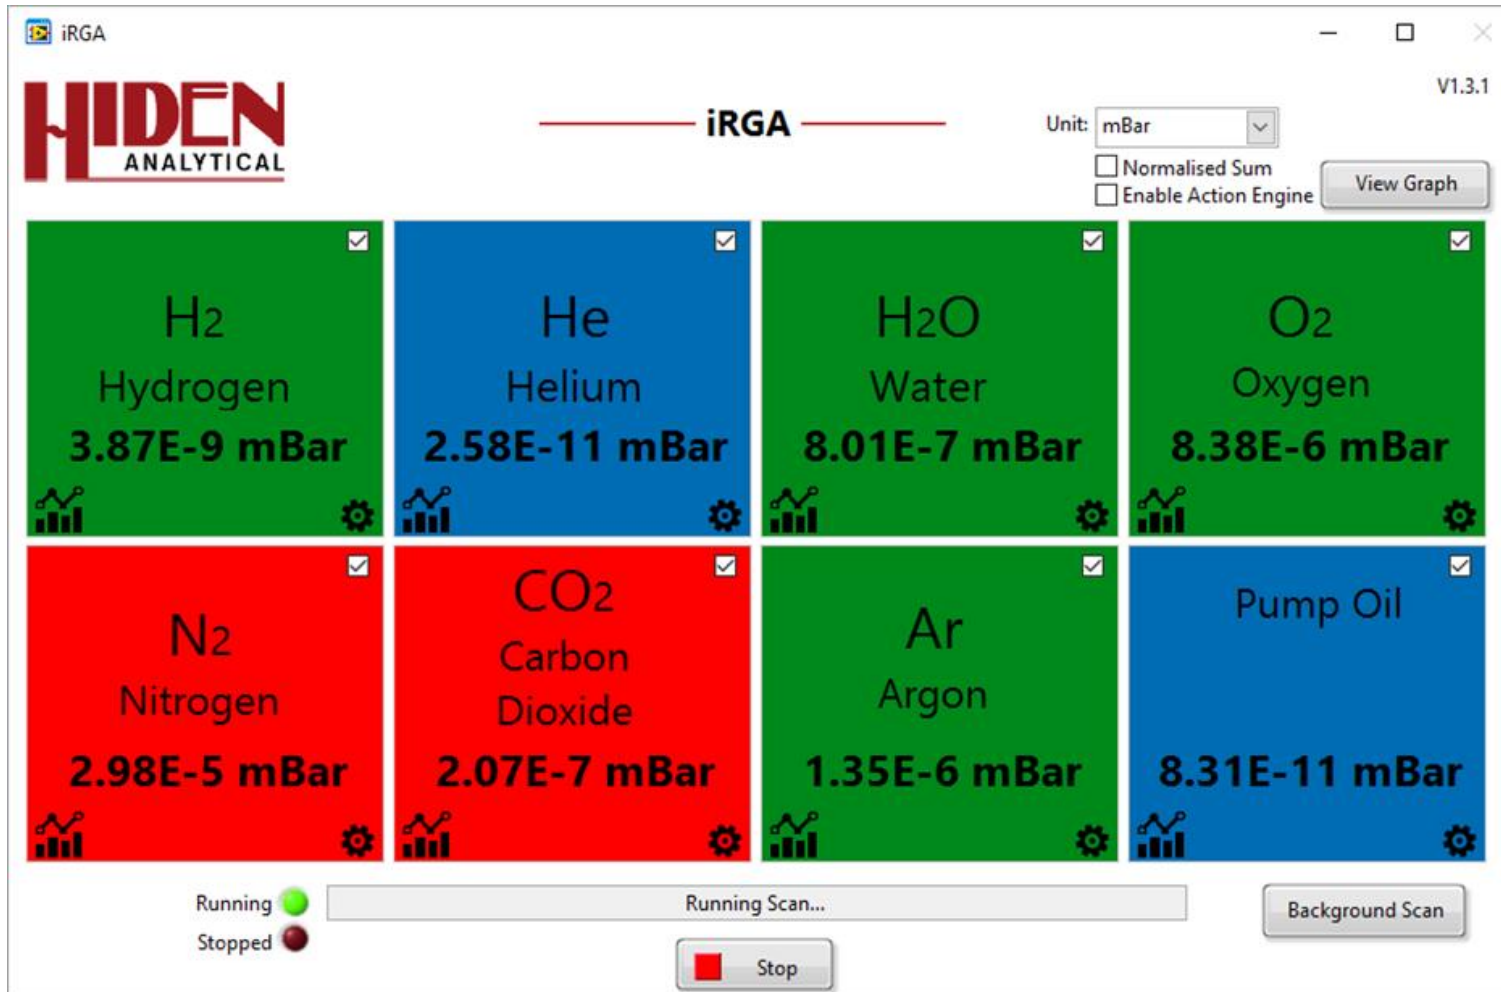 iRGA
V1.3.1
HIDEN
ANALYTICAL
iRGA
Unit: mBar
Normalised Sum
Enable Action Engine
View Graph
H2
Hydrogen
3.87E-9 mBar
He
Helium
2.58E-11 mBar
H2O
Water
8.01E-7 mBar
O2
Oxygen
8.38E-6 mBar
N2
Nitrogen
2.98E-5 mBar
CO2
Carbon
Dioxide
2.07E-7 mBar
Ar
Argon
1.35E-6 mBar
Pump Oil
8.31E-11 mBar
Running
Running Scan...
Background Scan
Stopped
Stop